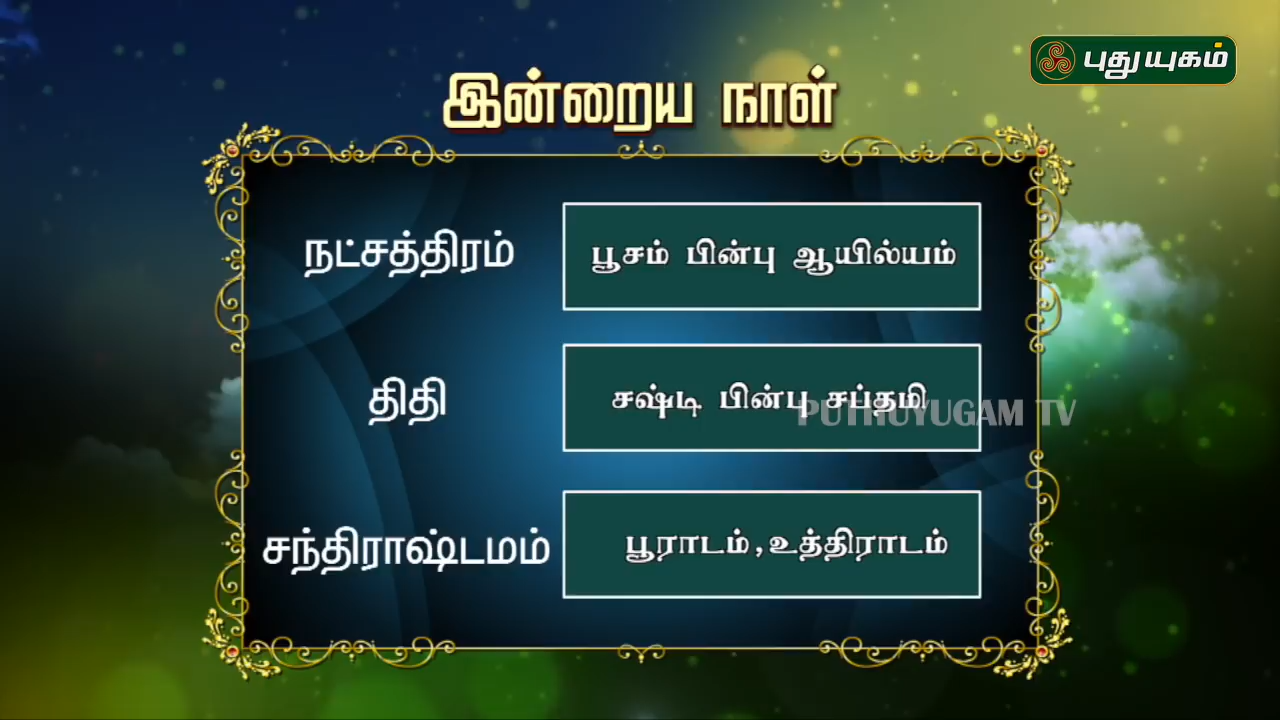 புதுயுகம்
இன்றைய நாள்
நட்சத்திரம்
பூசம் பின்பு ஆயில்யம்
திதி
சஷ்டி பின்பு சப்தமி
PUTHUYUGAM TV
சந்திராஷ்டமம்
பூராடம்,உத்திராடம்